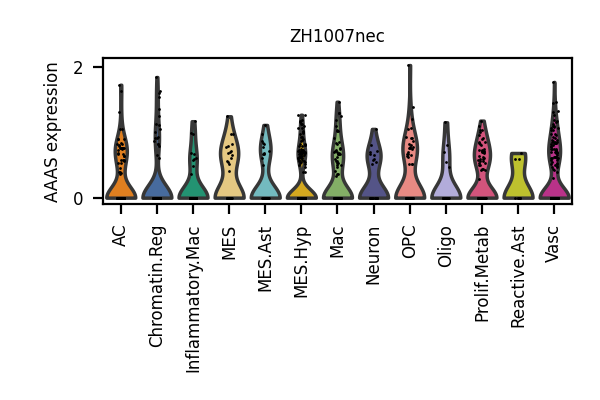 ZH1007nec
AAAS expression
2
0
AC
Chromatin.Reg
Inflammatory.Mac
MES
MES.Ast
MES.Hyp
Mac
Neuron
OPC
Oligo
Prolif.Metab
Reactive.Ast
Vasc